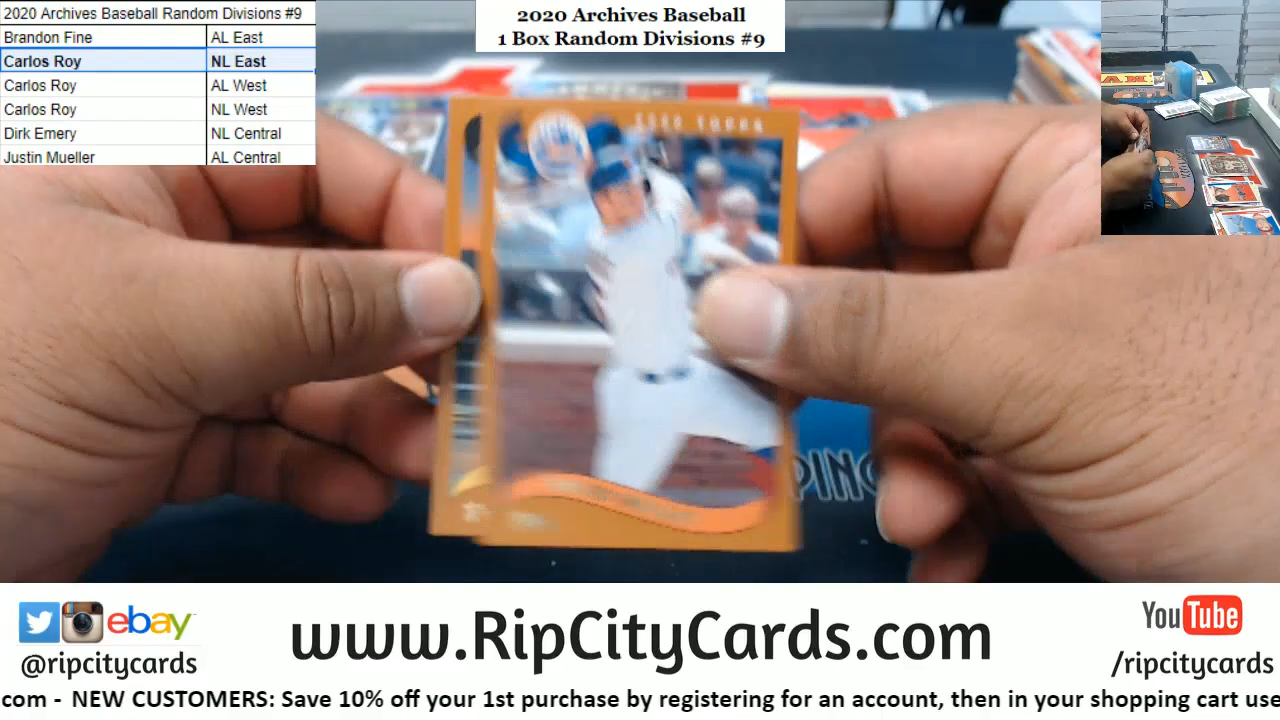 2020 Archives Baseball Random Divisions #9
Brandon Fine AL East
Carlos Roy NL East
Carlos Roy AL West
Carlos Roy NL West
Dirk Emery NL Central
Justin Mueller AL Central
2020 Archives Baseball
1 Box Random Divisions #9
PING
ebay
@ripcitycards
www.RipCityCards.com
YouTube
/ripcitycards
com - NEW CUSTOMERS: Save 10% off your 1st purchase by registering for an account, then in your shopping cart use